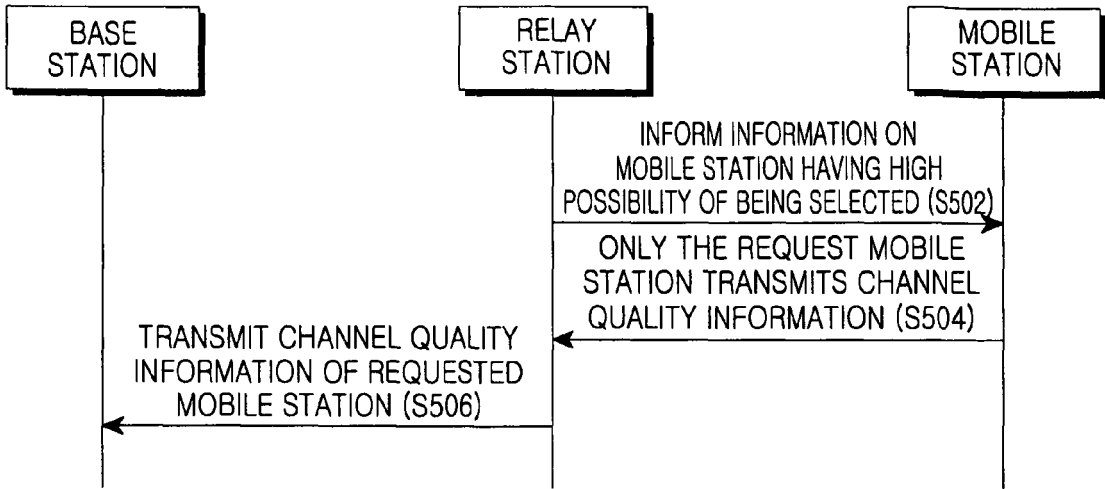 BASE
STATION
RELAY
STATION
MOBILE
STATION
INFORM INFORMATION ON
MOBILE STATION HAVING HIGH
POSSIBILITY OF BEING SELECTED (S502)
ONLY THE REQUEST MOBILE
STATION TRANSMITS CHANNEL
QUALITY INFORMATION (S504)
TRANSMIT CHANNEL QUALITY
INFORMATION OF REQUESTED
MOBILE STATION (S506)